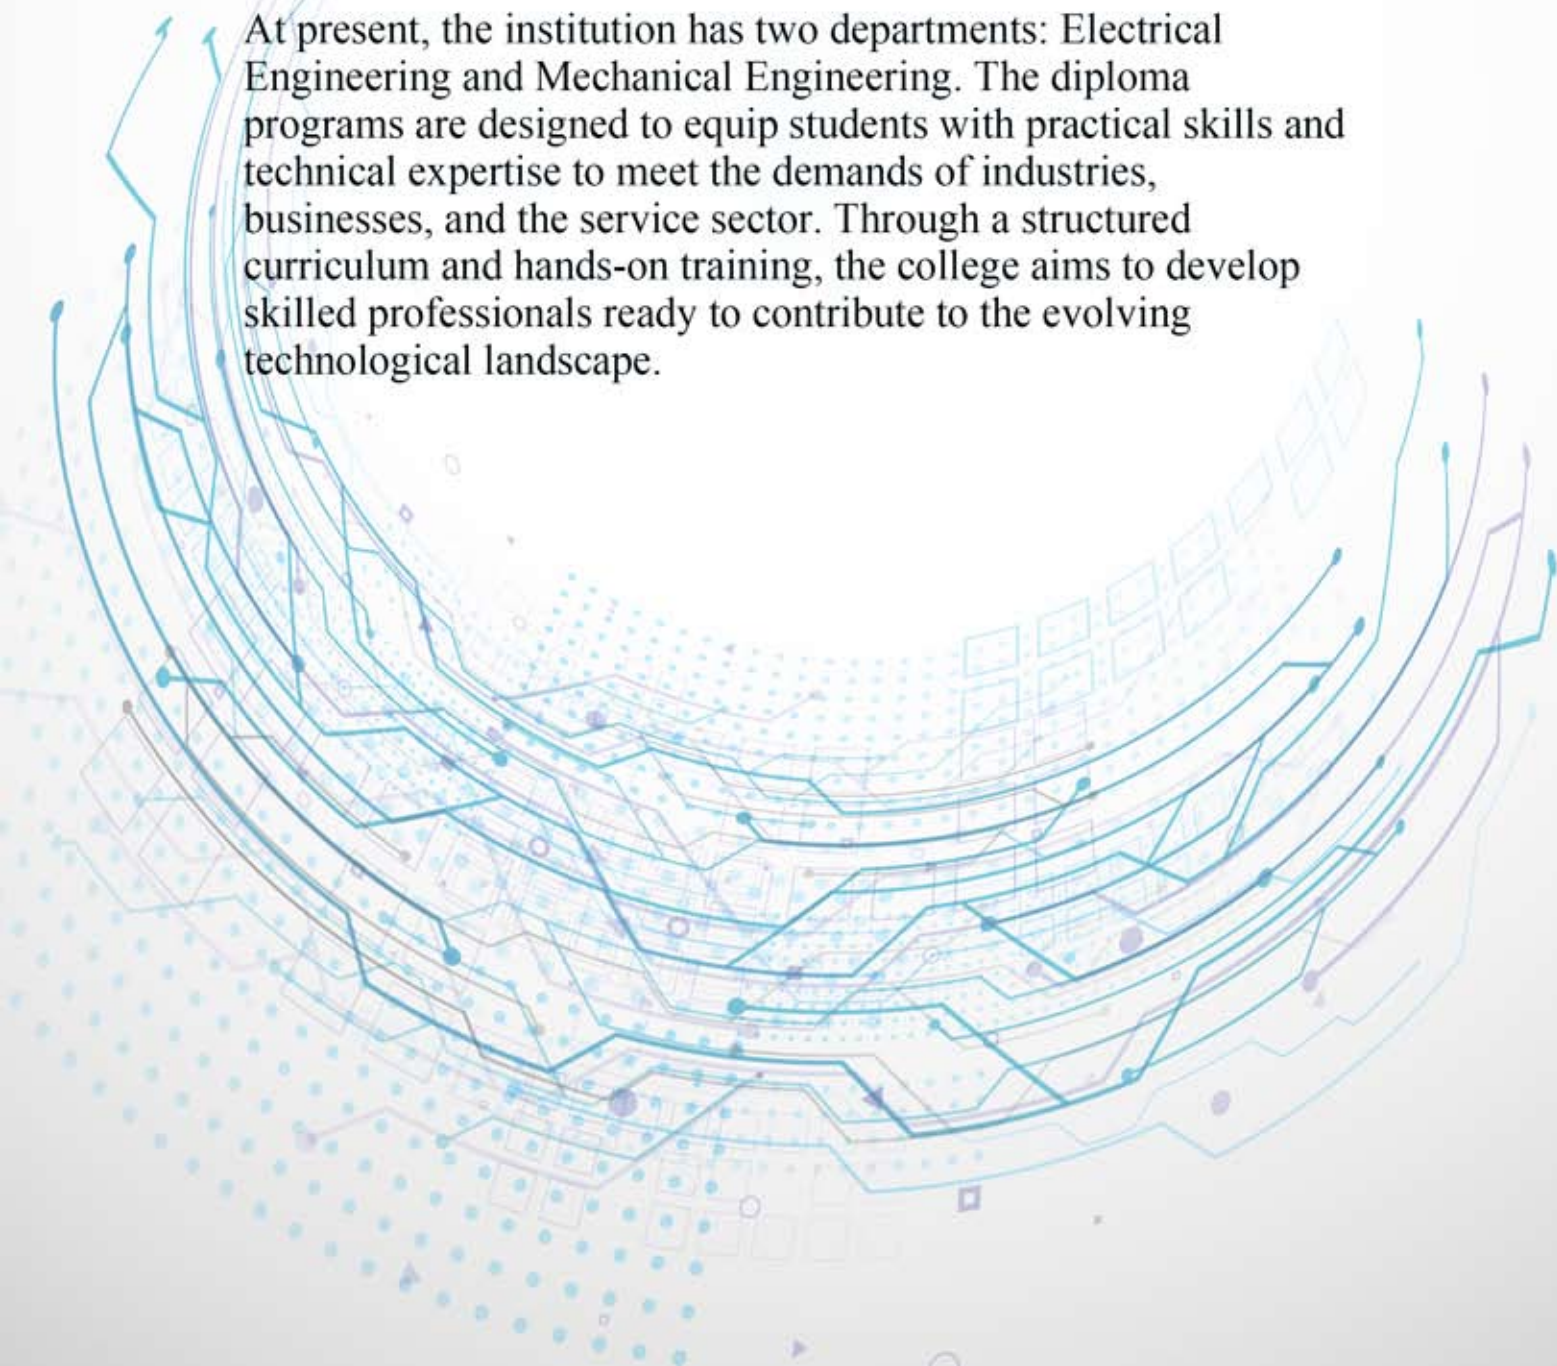 At present, the institution has two departments: Electrical
Engineering and Mechanical Engineering. The diploma
programs are designed to equip students with practical skills and
technical expertise to meet the demands of industries,
businesses, and the service sector. Through a structured
curriculum and hands-on training, the college aims to develop
skilled professionals ready to contribute to the evolving
technological landscape.